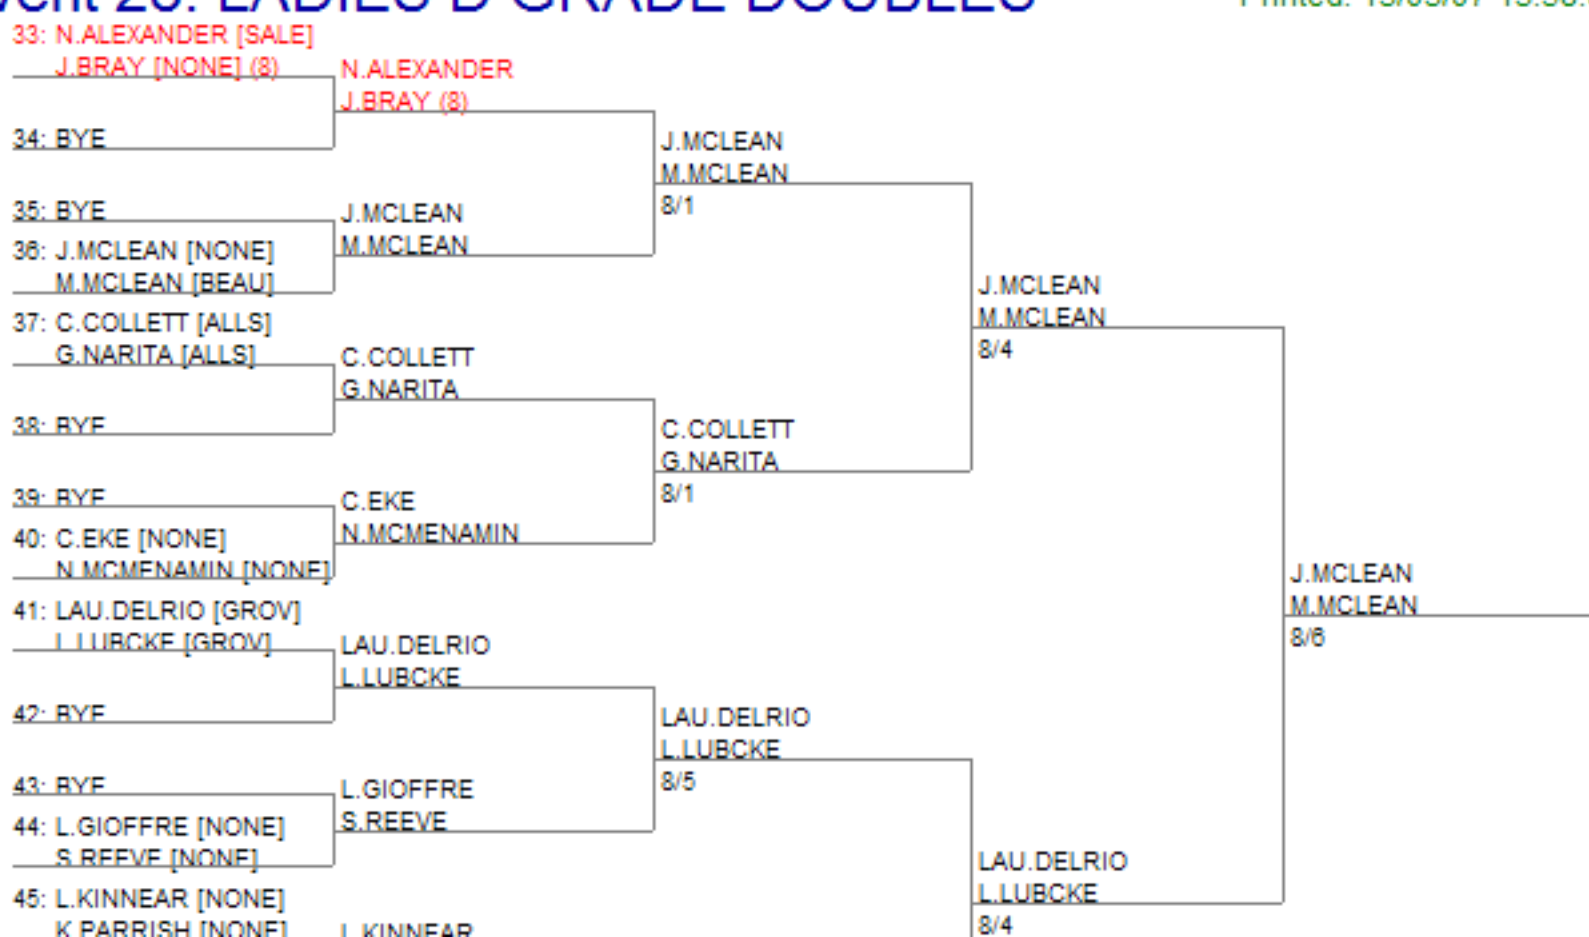 28: LADIES D GRADE DOUBLES
33: N.ALEXANDER [SALE]
J.BRAY [NONE] (8)
N.ALEXANDER
J.BRAY (8)
34: BYE
J.MCLEAN
M.MCLEAN
8/1
35: BYE
J.MCLEAN
M.MCLEAN
36: J.MCLEAN [NONE]
M.MCLEAN [BEAU]
J.MCLEAN
M.MCLEAN
8/4
37: C.COLLETT [ALLS]
G.NARITA [ALLS]
C.COLLETT
G.NARITA
38: BYE
C.COLLETT
G.NARITA
8/1
39: BYE
C.EKE
N.MCMENAMIN
40: C.EKE [NONE]
N.MCMENAMIN [NONE]
J.MCLEAN
M.MCLEAN
8/6
41: LAU.DELRIO [GROV]
L.LUBCKE [GROV]
LAU.DELRIO
L.LUBCKE
42: BYE
LAU.DELRIO
L.LUBCKE
8/5
43: BYE
L.GIOFFRE
S.REEVE
44: L.GIOFFRE [NONE]
S.REEVE [NONE]
LAU.DELRIO
L.LUBCKE
8/4
45: L.KINNEAR [NONE]
K.PARRISH [NONE]
L.KINNEAR